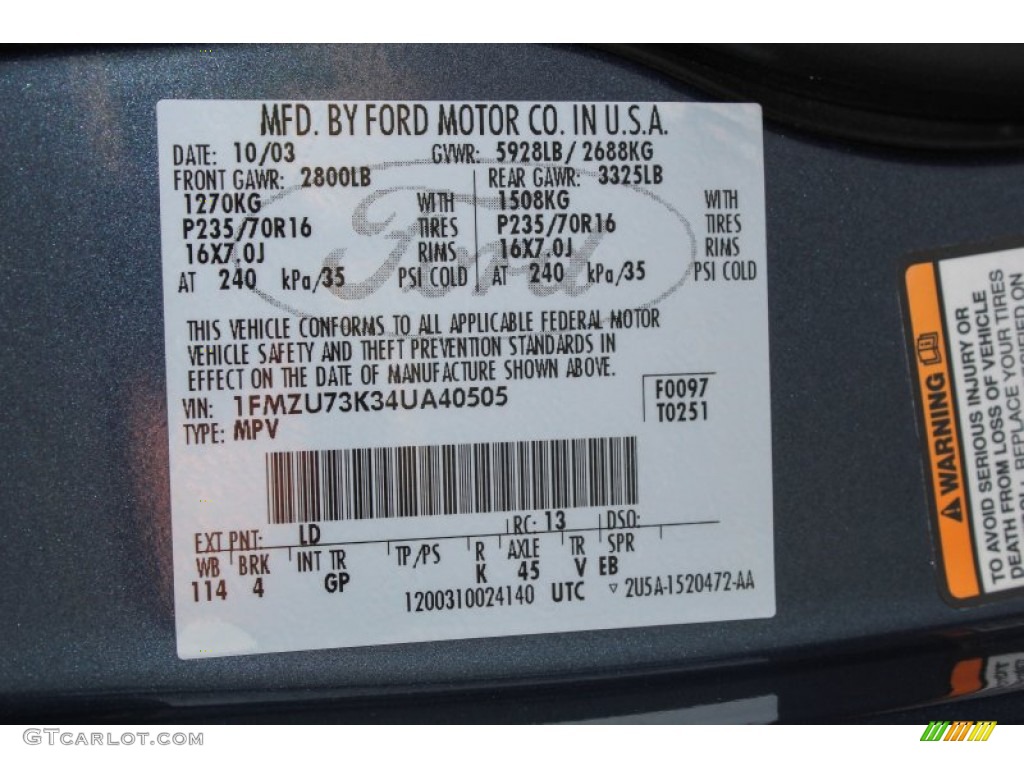 MFD. BY FORD MOTOR CO. IN U.S.A.
DATE: 10/03 GVWR: 5928LB/2688KG
FRONT GAWR: 2800LB REAR GAWR: 3325LB
1270KG WITH 1508KG WITH
P235/70R16 TIRES P235/70R16 TIRES
16X7.0J RIMS 16X7.0J RIMS
AT 240 kPa/35 PSI COLD AT 240 kPa/35 PSI COLD
Ford
THIS VEHICLE CONFORMS TO ALL APPLICABLE FEDERAL MOTOR
VEHICLE SAFETY AND THEFT PREVENTION STANDARDS IN
EFFECT ON THE DATE OF MANUFACTURE SHOWN ABOVE.
VIN: 1FMZU73K34UA40505 F0097
TYPE: MPV T0251
EXT PNT: LD RC: 13 DSO:
WB BRK INT TR TP/PS R AXLE TR SPR
114 4 GP K 45 V EB
1200310024140 UTC ▽ 2U5A-1520472-AA
WARNING
TO AVOID SERIOUS INJURY OR
DEATH FROM LOSS OF VEHICLE
REPLACE YOUR TIRES
ON
GTCarLot.com